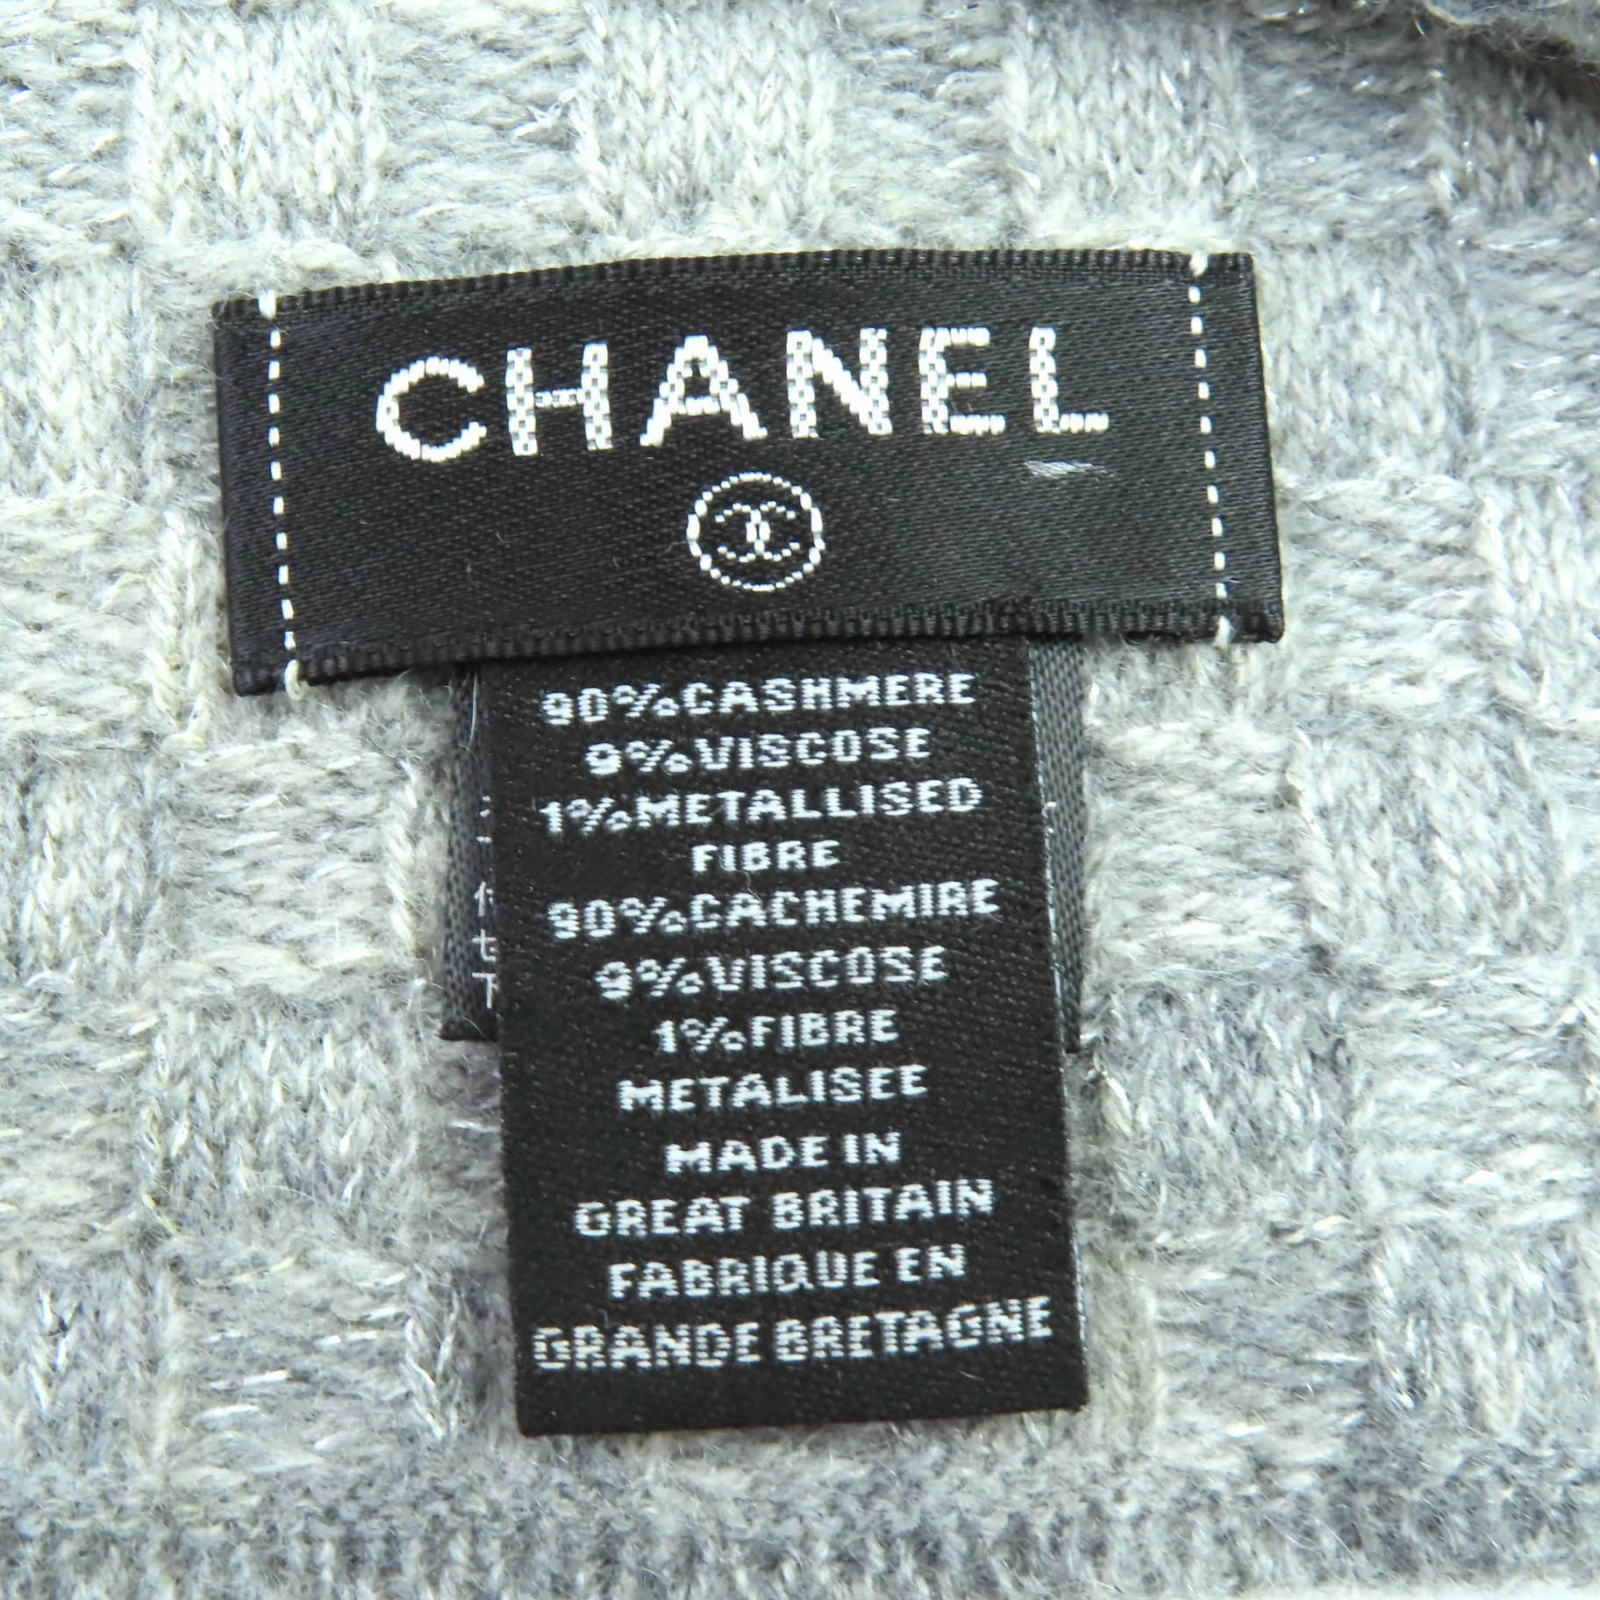 CHANEL
90%CASHMERE
9%VISCOSE
1%METALLISED
FIBRE
90%CACHEMIRE
9%VISCOSE
1%FIBRE
METALISEE
MADE IN
GREAT BRITAIN
FABRIQUE EN
GRANDE BRETAGNE